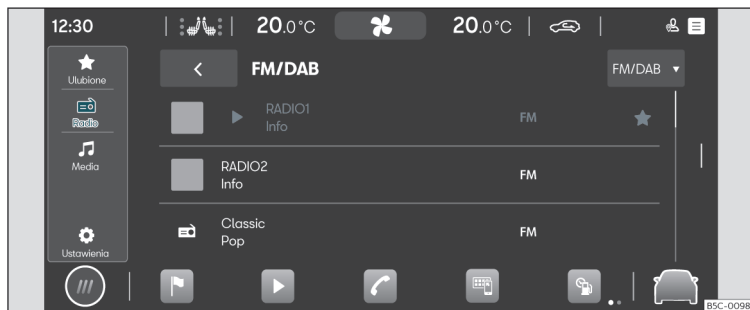 12:30
20.0°C
20.0°C
Ulubione
FM/DAB
FM/DAB
Radio
RADIO1
Info
FM
Media
RADIO2
Info
FM
Classic
Pop
FM
Ustawienia
B5C-0098